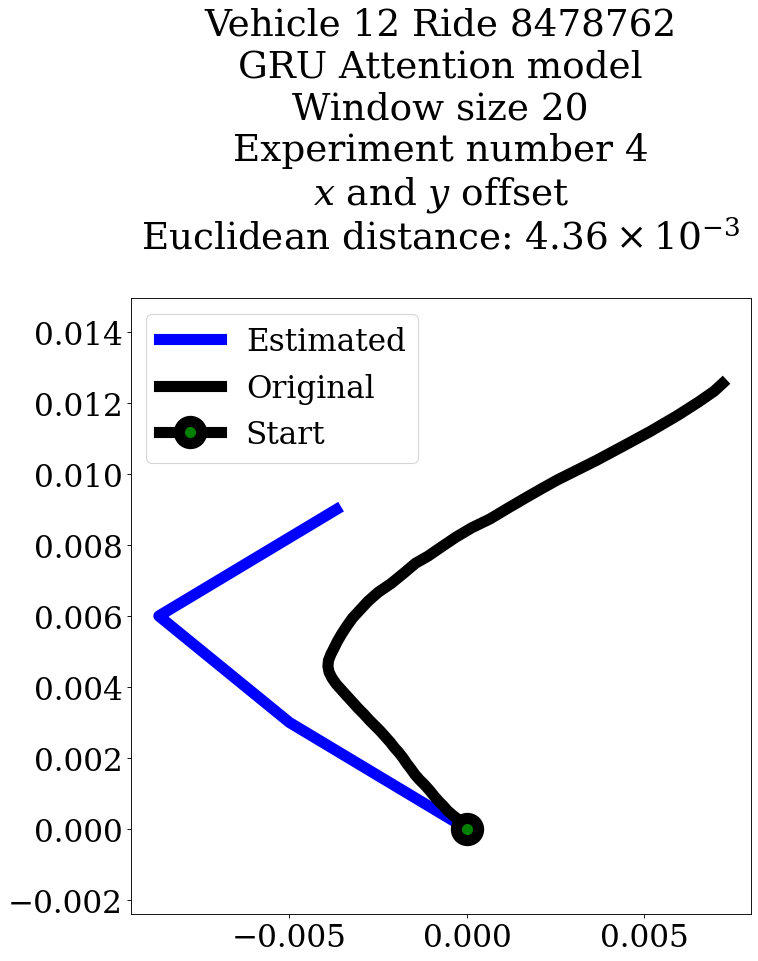 Vehicle 12 Ride 8478762
GRU Attention model
Window size 20
Experiment number 4
x and y offset
Euclidean distance: 4.36 × 10⁻³
Estimated
Original
Start
0.014
0.012
0.010
0.008
0.006
0.004
0.002
0.000
−0.002
−0.005 0.000 0.005